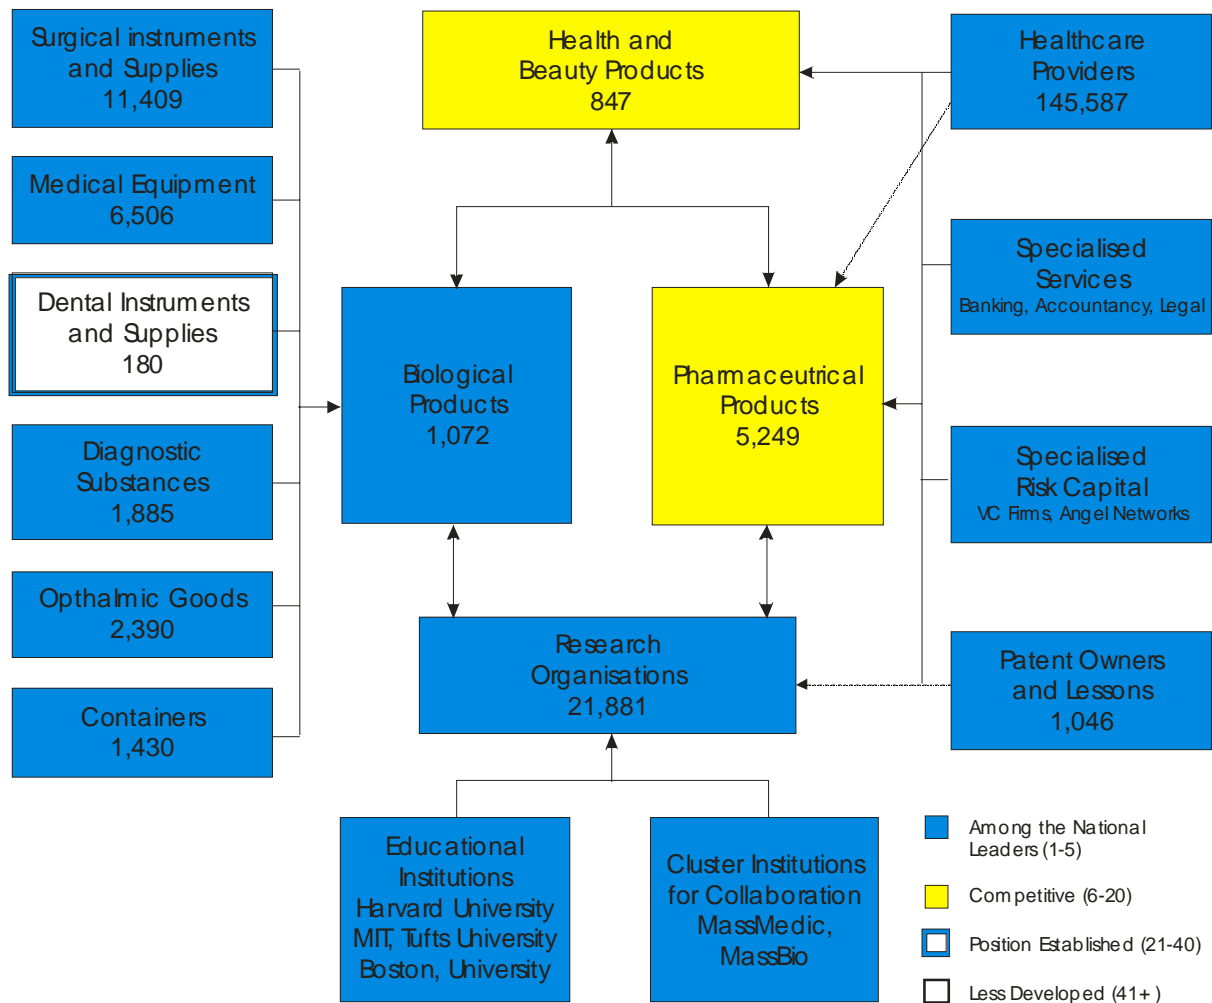 Surgical instruments
and Supplies
11,409
Medical Equipment
6,506
Dental Instruments
and Supplies
180
Diagnostic
Substances
1,885
Opthalmic Goods
2,390
Containers
1,430
Health and
Beauty Products
847
Biological
Products
1,072
Pharmaceutrical
Products
5,249
Research
Organisations
21,881
Educational
Institutions
Harvard University
MIT, Tufts University
Boston, University
Cluster Institutions
for Collaboration
MassMedic,
MassBio
Healthcare
Providers
145,587
Specialised
Services
Banking, Accountancy, Legal
Specialised
Risk Capital
VC Firms, Angel Networks
Patent Owners
and Lessons
1,046
Among the National
Leaders (1-5)
Competitive (6-20)
Position Established (21-40)
Less Developed (41+)